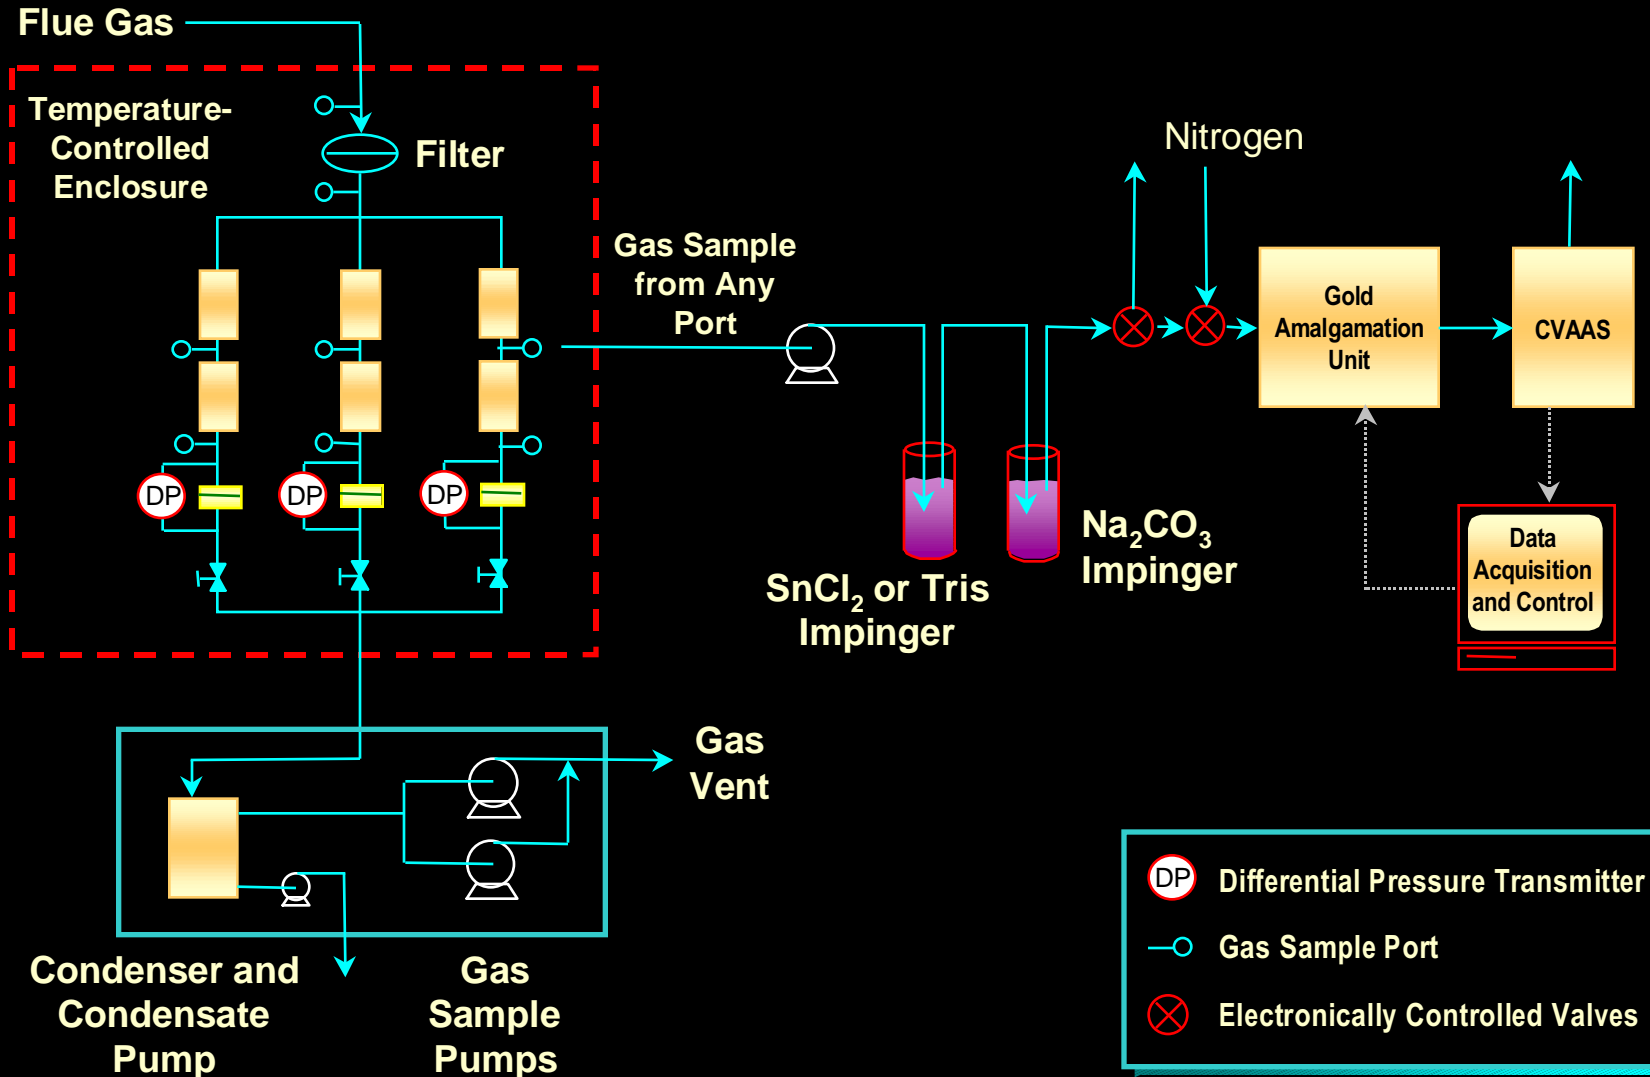 Flue Gas
Temperature-
Controlled
Enclosure
Filter
Gas Sample
from Any
Port
Nitrogen
Gold
Amalgamation
Unit
CVAAS
DP
DP
DP
SnCl₂ or Tris
Impinger
Na₂CO₃
Impinger
Data
Acquisition
and Control
Gas
Vent
Condenser and
Condensate
Pump
Gas
Sample
Pumps
DP Differential Pressure Transmitter
Gas Sample Port
Electronically Controlled Valves